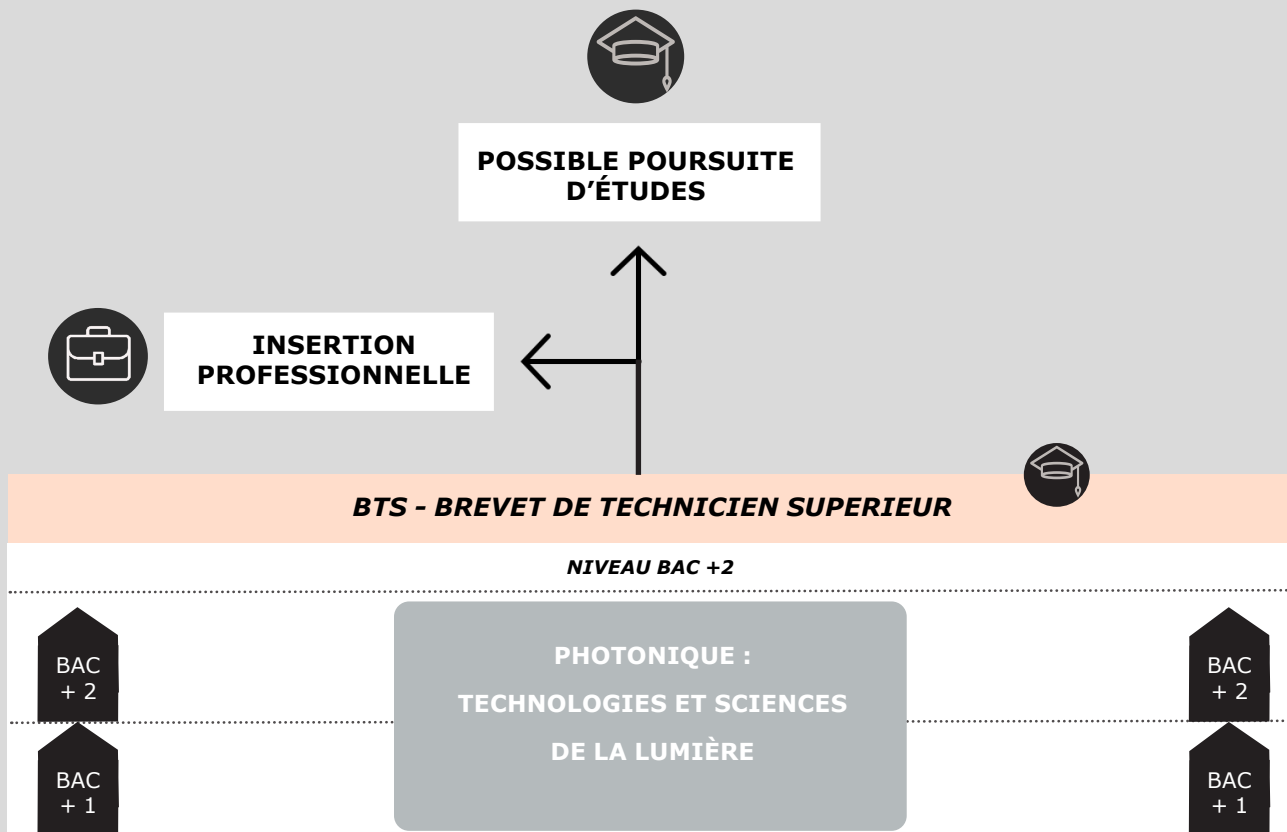 POSSIBLE POURSUITE
D'ÉTUDES
INSERTION
PROFESSIONNELLE
BTS - BREVET DE TECHNICIEN SUPERIEUR
NIVEAU BAC +2
BAC
+ 2
PHOTONIQUE :
TECHNOLOGIES ET SCIENCES
DE LA LUMIÈRE
BAC
+ 2
BAC
+ 1
BAC
+ 1